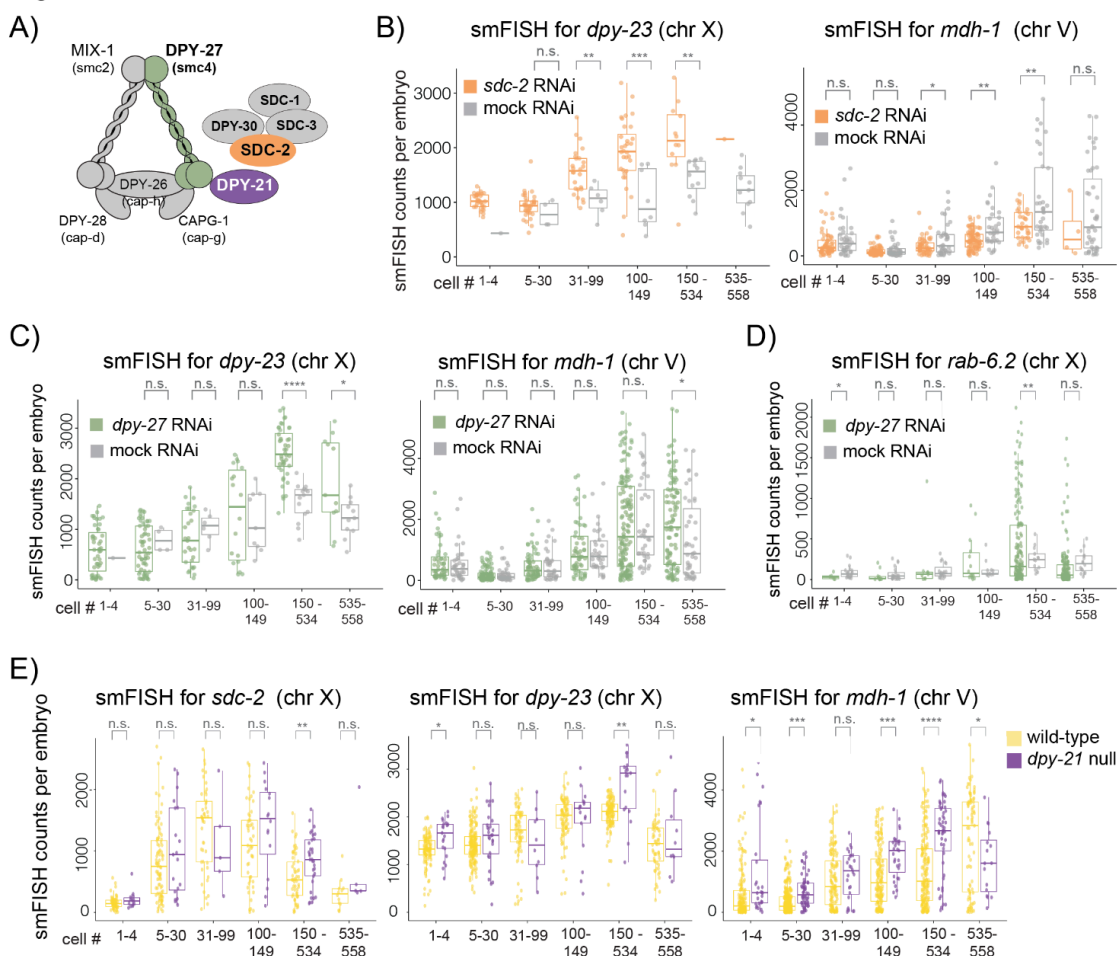 A)
MIX-1
(smc2)
DPY-27
(smc4)
SDC-1
DPY-30
SDC-3
SDC-2
DPY-21
DPY-26
(cap-h)
DPY-28
(cap-d)
CAPG-1
(cap-g)
B)
smFISH for dpy-23 (chr X)
n.s. ** *** **
sdc-2 RNAi
mock RNAi
smFISH counts per embryo
3000
2000
1000
0
cell # 1-4 5-30 31-99 100-149 150-534 535-558
smFISH for mdh-1 (chr V)
n.s. n.s. * ** ** n.s.
sdc-2 RNAi
mock RNAi
4000
2000
0
cell # 1-4 5-30 31-99 100-149 150-534 535-558
C)
smFISH for dpy-23 (chr X)
n.s. n.s. n.s. **** *
dpy-27 RNAi
mock RNAi
smFISH counts per embryo
3000
2000
1000
0
cell # 1-4 5-30 31-99 100-149 150-534 535-558
smFISH for mdh-1 (chr V)
n.s. n.s. n.s. n.s. n.s. *
dpy-27 RNAi
mock RNAi
4000
2000
0
cell # 1-4 5-30 31-99 100-149 150-534 535-558
D)
smFISH for rab-6.2 (chr X)
* n.s. n.s. n.s. ** n.s.
dpy-27 RNAi
mock RNAi
smFISH counts per embryo
2000
1500
1000
500
0
cell # 1-4 5-30 31-99 100-149 150-534 535-558
E)
smFISH for sdc-2 (chr X)
n.s. n.s. n.s. n.s. ** n.s.
smFISH counts per embryo
2000
1000
0
cell # 1-4 5-30 31-99 100-149 150-534 535-558
smFISH for dpy-23 (chr X)
* n.s. n.s. n.s. ** n.s.
3000
2000
1000
0
1-4 5-30 31-99 100-149 150-534 535-558
smFISH for mdh-1 (chr V)
* *** n.s. *** **** *
4000
2000
0
1-4 5-30 31-99 100-149 150-534 535-558
wild-type
dpy-21 null